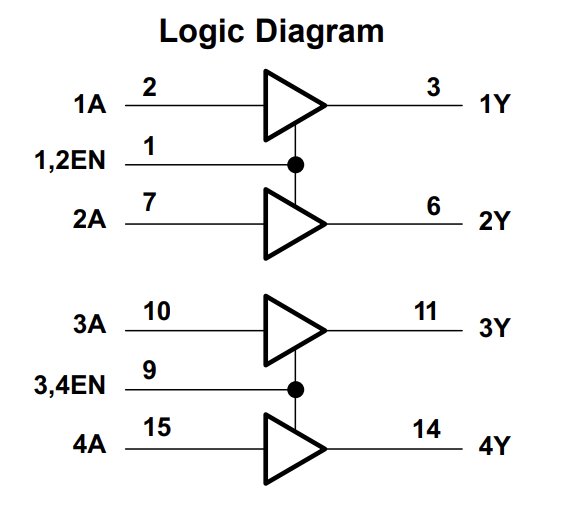 Logic Diagram
1A 2 3 1Y
1,2EN 1
2A 7 6 2Y
3A 10 11 3Y
3,4EN 9
4A 15 14 4Y